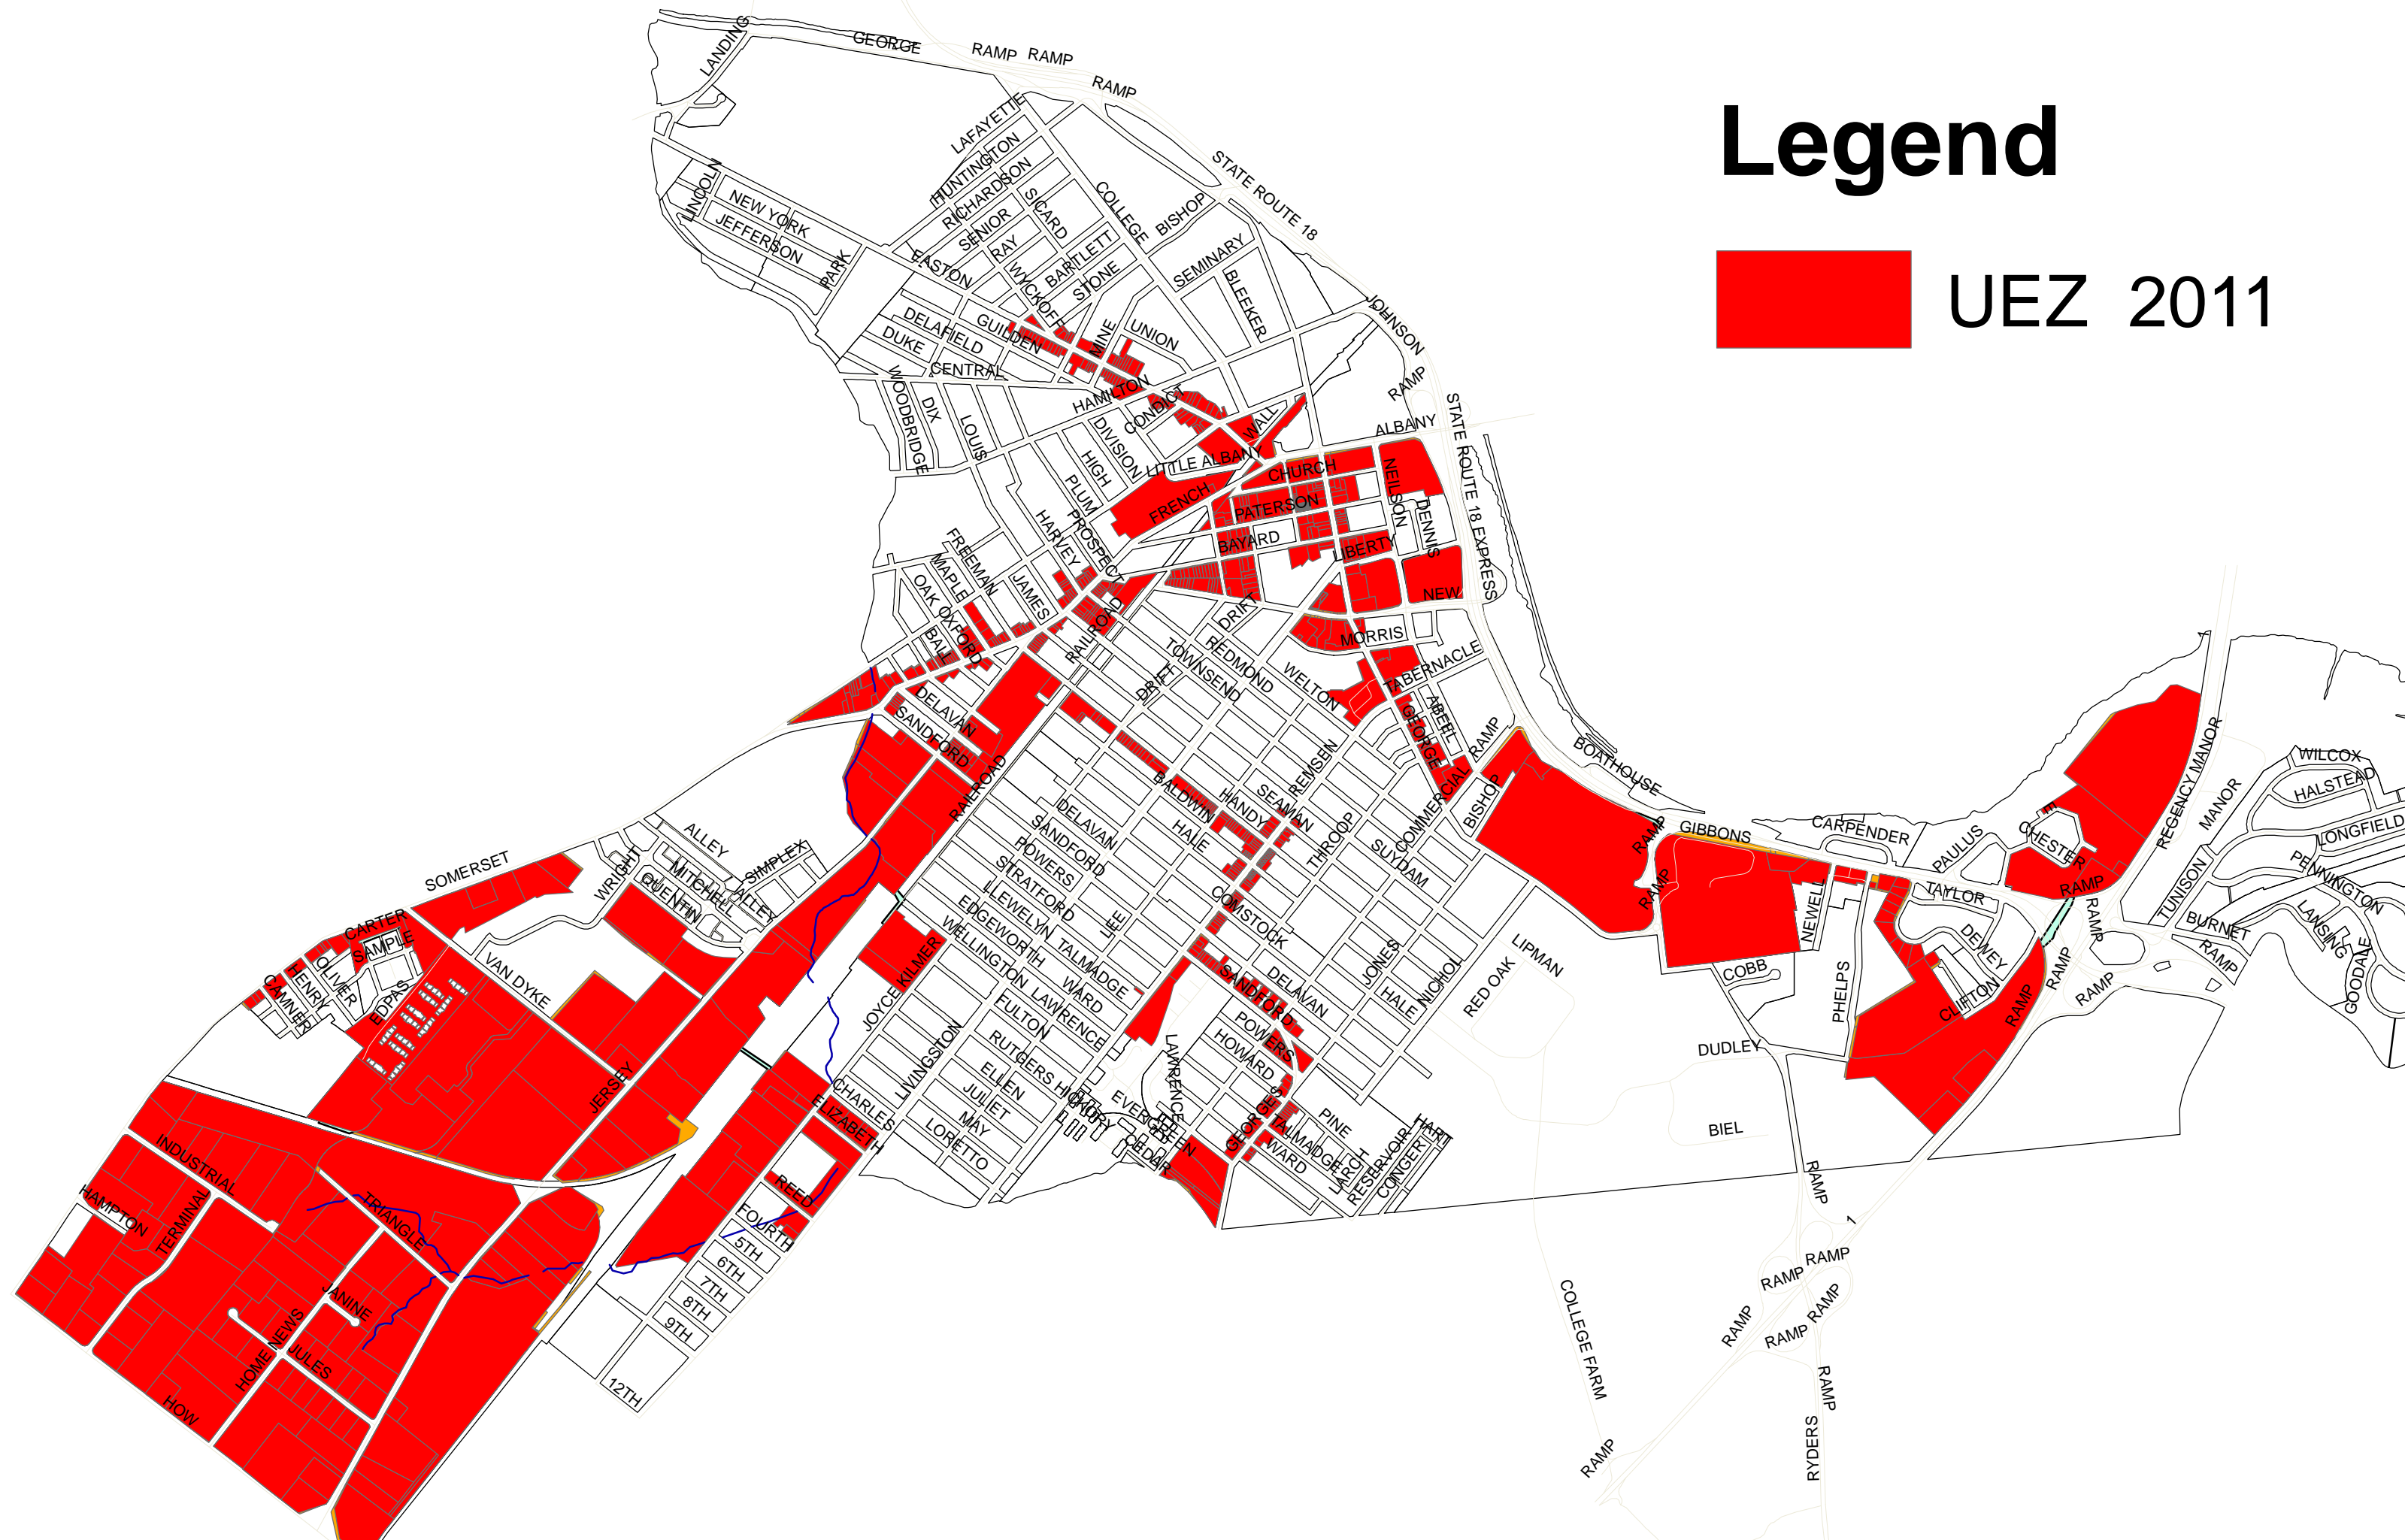 Legend
UEZ 2011
LANDING
GEORGE
RAMP
RAMP
RAMP
LAFAYETTE
HUNTINGTON
RICHARDSON
SICARD
SENIOR
RAY
COLLEGE
BISHOP
STATE ROUTE 18
LINCOLN
NEW YORK
JEFFERSON
PARK
EASTON
WYCKOFF
BARTLETT
STONE
SEMINARY
BLEEKER
JOHNSON
DELAFIELD
DUKE
GUILDEN
MINE
UNION
CENTRAL
WOODBRIDGE
DIX
LOUIS
HAMILTON
CONDICT
DIVISION
HIGH
PLUM
WALL
RAMP
ALBANY
STATE ROUTE 18 EXPRESS
LITTLE ALBANY
CHURCH
FRENCH
PATERSON
NEILSON
DENNIS
BAYARD
LIBERTY
NEW
PROSPECT
HARVEY
FREEMAN
MAPLE
OAK
OXFORD
BALL
JAMES
RAILROAD
DRIFT
MORRIS
REDMOND
TOWNSEND
DRIFT
WELTON
TABERNACLE
ABEEL
GEORGE
RAMP
DELAVAN
SANDFORD
RAILROAD
BOATHOUSE
COMMERCIAL
BISHOP
REMSEN
SEAMAN
HANDY
BALDWIN
HALE
DELAVAN
SANDFORD
POWERS
STRATFORD
LLEWELYN
EDGEWORTH
WELLINGTON
TALMADGE
WARD
LAWRENCE
LEE
THROOP
SUYDAM
COMSTOCK
JONES
HALE
NICHOL
DELAVAN
SANDFORD
POWERS
HOWARD
LIPMAN
RED OAK
RAMP
RAMP
GIBBONS
CARPENDER
PAULUS
CHESTER
E
TAYLOR
NEWELL
DEWEY
COBB
PHELPS
CLIFTON
RAMP
RAMP
RAMP
RAMP
RAMP
RAMP
1
REGENCY MANOR
MANOR
TUNISON
WILCOX
HALSTEAD
LONGFIELD
PENNINGTON
BURNET
LANSING
GOODALE
DUDLEY
BIEL
RAMP
1
RAMP
RAMP
RAMP
RAMP
RAMP
RAMP
RYDERS
RAMP
COLLEGE FARM
SOMERSET
ALLEY
SIMPLEX
WRIGHT
MITCHELL
QUENTIN
ALLEY
CARTER
SAMPLE
OLIVER
HENRY
CAMNER
EDPAS
VAN DYKE
JERSEY
JOYCE KILMER
LIVINGSTON
FULTON
RUTGERS
ELLEN
JULIET
MAY
LORETTO
HICKORY
EVERGREEN
CEDAR
LAWRENCE
GEORGES
TALMADGE
WARD
PINE
LARCH
RESERVOIR
CONGER
HART
CHARLES
ELIZABETH
REED
FOURTH
5TH
6TH
7TH
8TH
9TH
12TH
INDUSTRIAL
HAMPTON
TERMINAL
TRIANGLE
JANINE
HOME NEWS
JULES
HOW